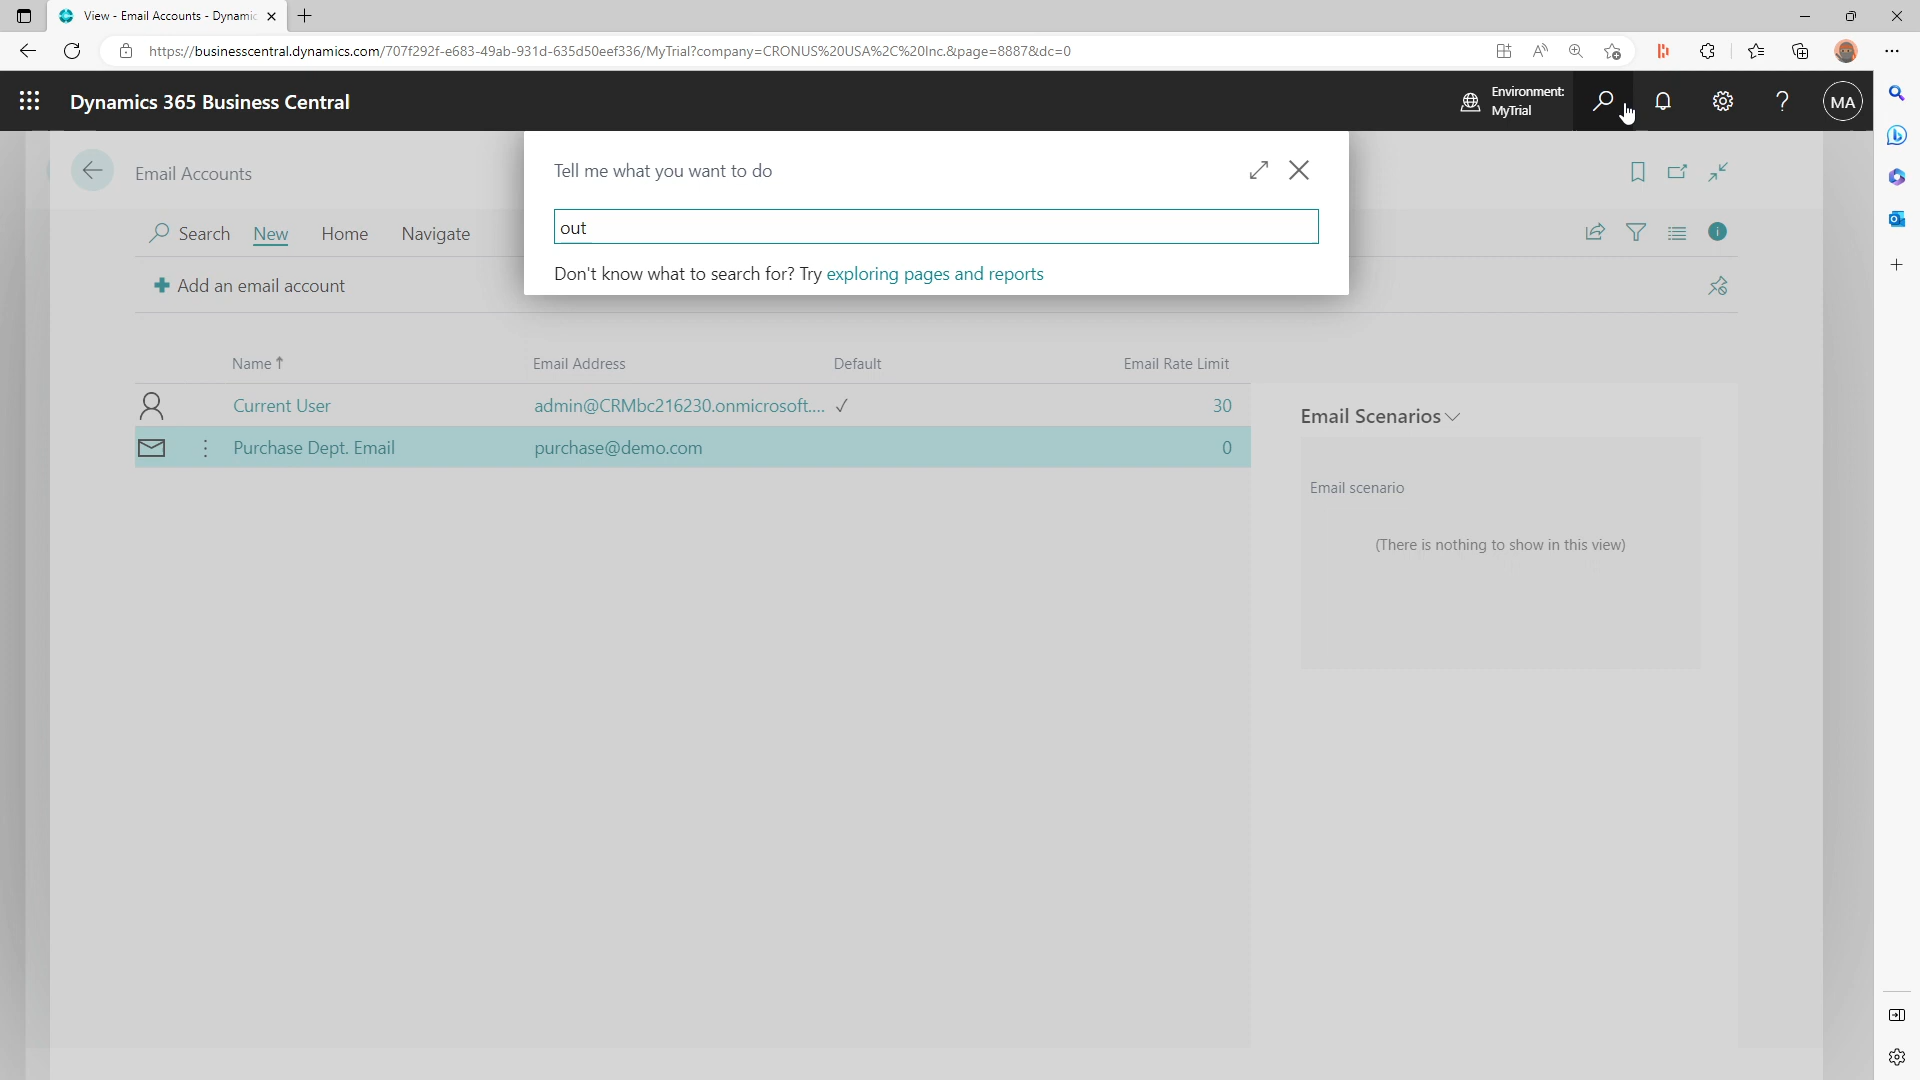 View - Email Accounts - Dynamic
https://businesscentral.dynamics.com/707f292f-e683-49ab-931d-635d50eef336/MyTrial?company=CRONUS%20USA%2C%20Inc.&page=8887&dc=0
Dynamics 365 Business Central
Environment:
MyTrial
MA
Email Accounts
Tell me what you want to do
out
Don't know what to search for? Try exploring pages and reports
Search New Home Navigate
Add an email account
Name Email Address Default Email Rate Limit
Current User admin@CRMbc216230.onmicrosoft.... 30
Purchase Dept. Email purchase@demo.com 0
Email Scenarios
Email scenario
(There is nothing to show in this view)